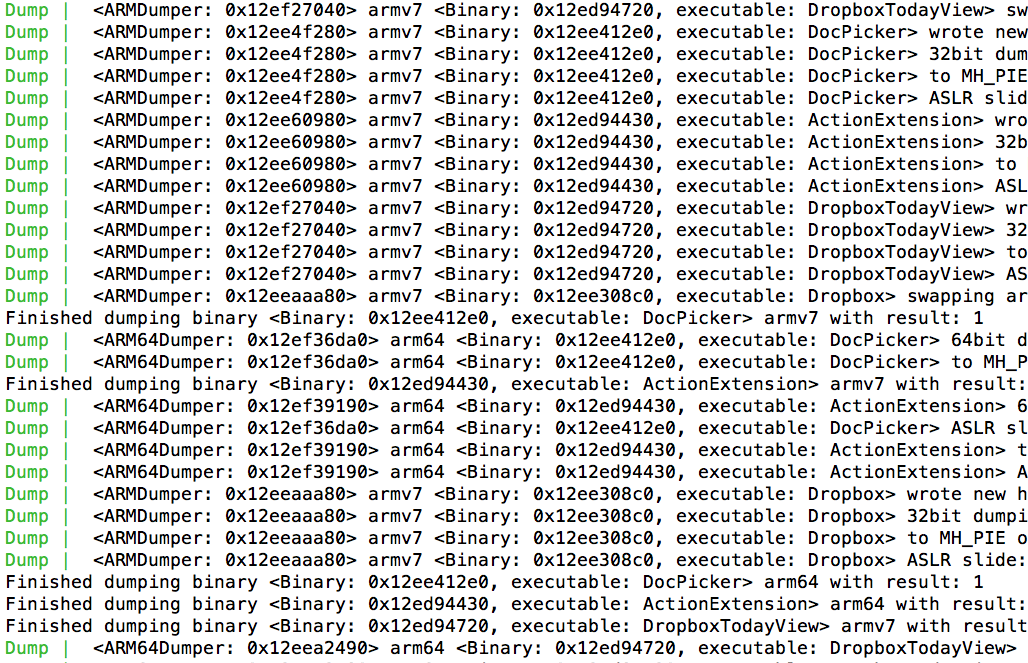 Dump |  <ARMDumper: 0x12ef27040> armv7 <Binary: 0x12ed94720, executable: DropboxTodayView> sw
Dump |  <ARMDumper: 0x12ee4f280> armv7 <Binary: 0x12ee412e0, executable: DocPicker> wrote new
Dump |  <ARMDumper: 0x12ee4f280> armv7 <Binary: 0x12ee412e0, executable: DocPicker> 32bit dum
Dump |  <ARMDumper: 0x12ee4f280> armv7 <Binary: 0x12ee412e0, executable: DocPicker> to MH_PIE
Dump |  <ARMDumper: 0x12ee4f280> armv7 <Binary: 0x12ee412e0, executable: DocPicker> ASLR slid
Dump |  <ARMDumper: 0x12ee60980> armv7 <Binary: 0x12ed94430, executable: ActionExtension> wro
Dump |  <ARMDumper: 0x12ee60980> armv7 <Binary: 0x12ed94430, executable: ActionExtension> 32b
Dump |  <ARMDumper: 0x12ee60980> armv7 <Binary: 0x12ed94430, executable: ActionExtension> to
Dump |  <ARMDumper: 0x12ee60980> armv7 <Binary: 0x12ed94430, executable: ActionExtension> ASL
Dump |  <ARMDumper: 0x12ef27040> armv7 <Binary: 0x12ed94720, executable: DropboxTodayView> wr
Dump |  <ARMDumper: 0x12ef27040> armv7 <Binary: 0x12ed94720, executable: DropboxTodayView> 32
Dump |  <ARMDumper: 0x12ef27040> armv7 <Binary: 0x12ed94720, executable: DropboxTodayView> to
Dump |  <ARMDumper: 0x12ef27040> armv7 <Binary: 0x12ed94720, executable: DropboxTodayView> AS
Dump |  <ARMDumper: 0x12eeaaa80> armv7 <Binary: 0x12ee308c0, executable: Dropbox> swapping ar
Finished dumping binary <Binary: 0x12ee412e0, executable: DocPicker> armv7 with result: 1
Dump |  <ARM64Dumper: 0x12ef36da0> arm64 <Binary: 0x12ee412e0, executable: DocPicker> 64bit d
Dump |  <ARM64Dumper: 0x12ef36da0> arm64 <Binary: 0x12ee412e0, executable: DocPicker> to MH_P
Finished dumping binary <Binary: 0x12ed94430, executable: ActionExtension> armv7 with result:
Dump |  <ARM64Dumper: 0x12ef39190> arm64 <Binary: 0x12ed94430, executable: ActionExtension> 6
Dump |  <ARM64Dumper: 0x12ef36da0> arm64 <Binary: 0x12ee412e0, executable: DocPicker> ASLR sl
Dump |  <ARM64Dumper: 0x12ef39190> arm64 <Binary: 0x12ed94430, executable: ActionExtension> t
Dump |  <ARM64Dumper: 0x12ef39190> arm64 <Binary: 0x12ed94430, executable: ActionExtension> A
Dump |  <ARMDumper: 0x12eeaaa80> armv7 <Binary: 0x12ee308c0, executable: Dropbox> wrote new h
Dump |  <ARMDumper: 0x12eeaaa80> armv7 <Binary: 0x12ee308c0, executable: Dropbox> 32bit dumpi
Dump |  <ARMDumper: 0x12eeaaa80> armv7 <Binary: 0x12ee308c0, executable: Dropbox> to MH_PIE o
Dump |  <ARMDumper: 0x12eeaaa80> armv7 <Binary: 0x12ee308c0, executable: Dropbox> ASLR slide:
Finished dumping binary <Binary: 0x12ee412e0, executable: DocPicker> arm64 with result: 1
Finished dumping binary <Binary: 0x12ed94430, executable: ActionExtension> arm64 with result:
Finished dumping binary <Binary: 0x12ed94720, executable: DropboxTodayView> armv7 with result
Dump |  <ARM64Dumper: 0x12eea2490> arm64 <Binary: 0x12ed94720, executable: DropboxTodayView>